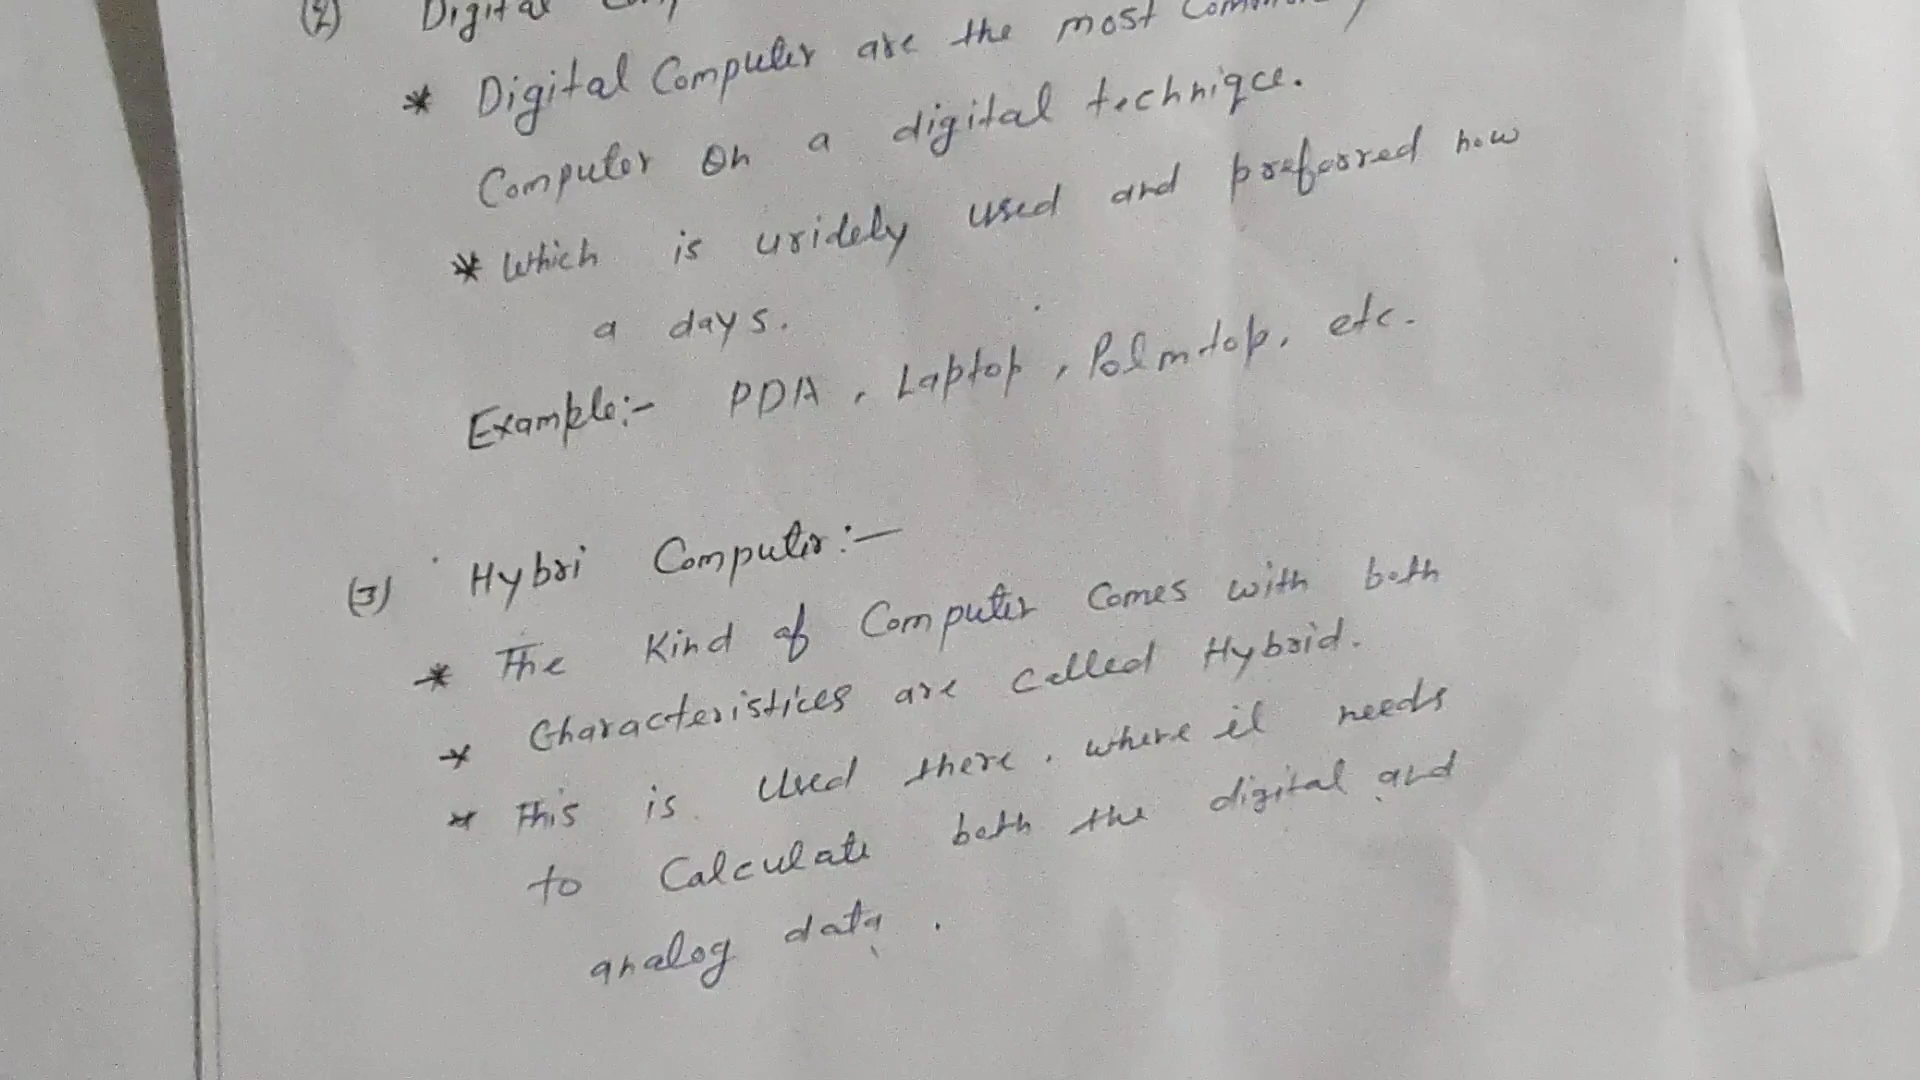 (2) Digital
* Digital Computer are the most
Computer on a digital technique.
* Which is widely used and preferred now
a days.
Example:- PDA, Laptop, Polmtop, etc.
(3) Hybri Computer:-
* The Kind of Computer Comes with both
* Characteristices are called Hybrid.
* This is Used there, where it needs
to Calculate both the digital and
analog data.